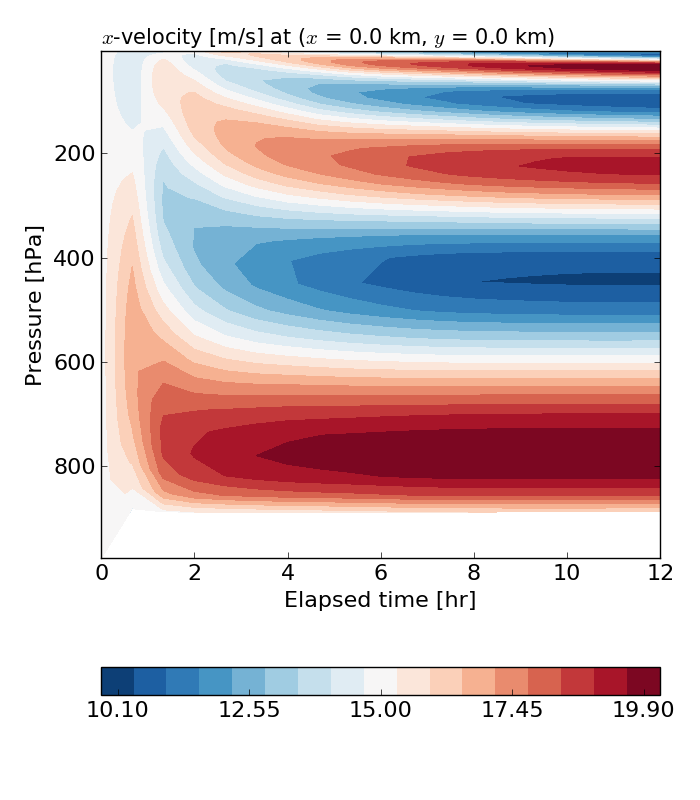 x-velocity [m/s] at (x = 0.0 km, y = 0.0 km)
200
400
600
800
Pressure [hPa]
0 2 4 6 8 10 12
Elapsed time [hr]
10.10 12.55 15.00 17.45 19.90